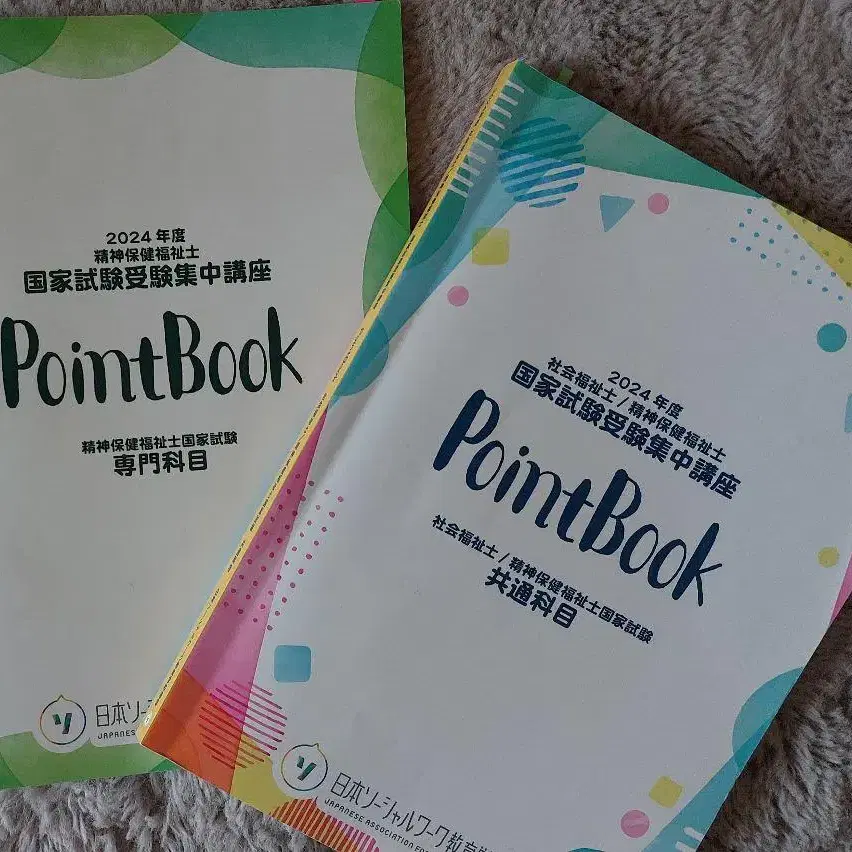 2024年度
精神保健福祉士
国家試験受験集中講座
PointBook
精神保健福祉士国家試験
専門科目
日本ソー
JAPANES
2024年度
社会福祉士/精神保健福祉士
国家試験受験集中講座
PointBook
社会福祉士/精神保健福祉士国家試験
共通科目
日本ソーシャルワーク教育
JAPANESE ASSOCIATION